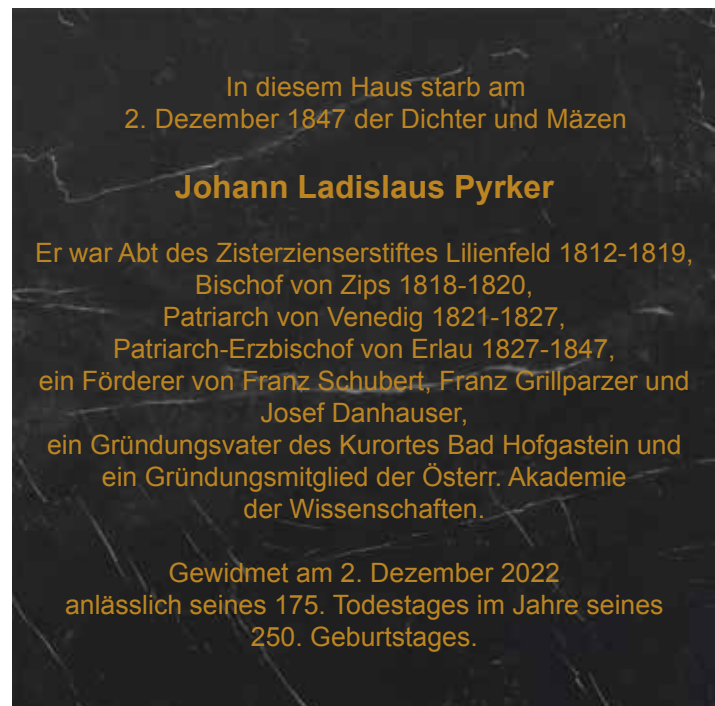 In diesem Haus starb am
2. Dezember 1847 der Dichter und Mäzen
Johann Ladislaus Pyrker
Er war Abt des Zisterzienserstiftes Lilienfeld 1812-1819,
Bischof von Zips 1818-1820,
Patriarch von Venedig 1821-1827,
Patriarch-Erzbischof von Erlau 1827-1847,
ein Förderer von Franz Schubert, Franz Grillparzer und
Josef Danhauser,
ein Gründungsvater des Kurortes Bad Hofgastein und
ein Gründungsmitglied der Österr. Akademie
der Wissenschaften.
Gewidmet am 2. Dezember 2022
anlässlich seines 175. Todestages im Jahre seines
250. Geburtstages.